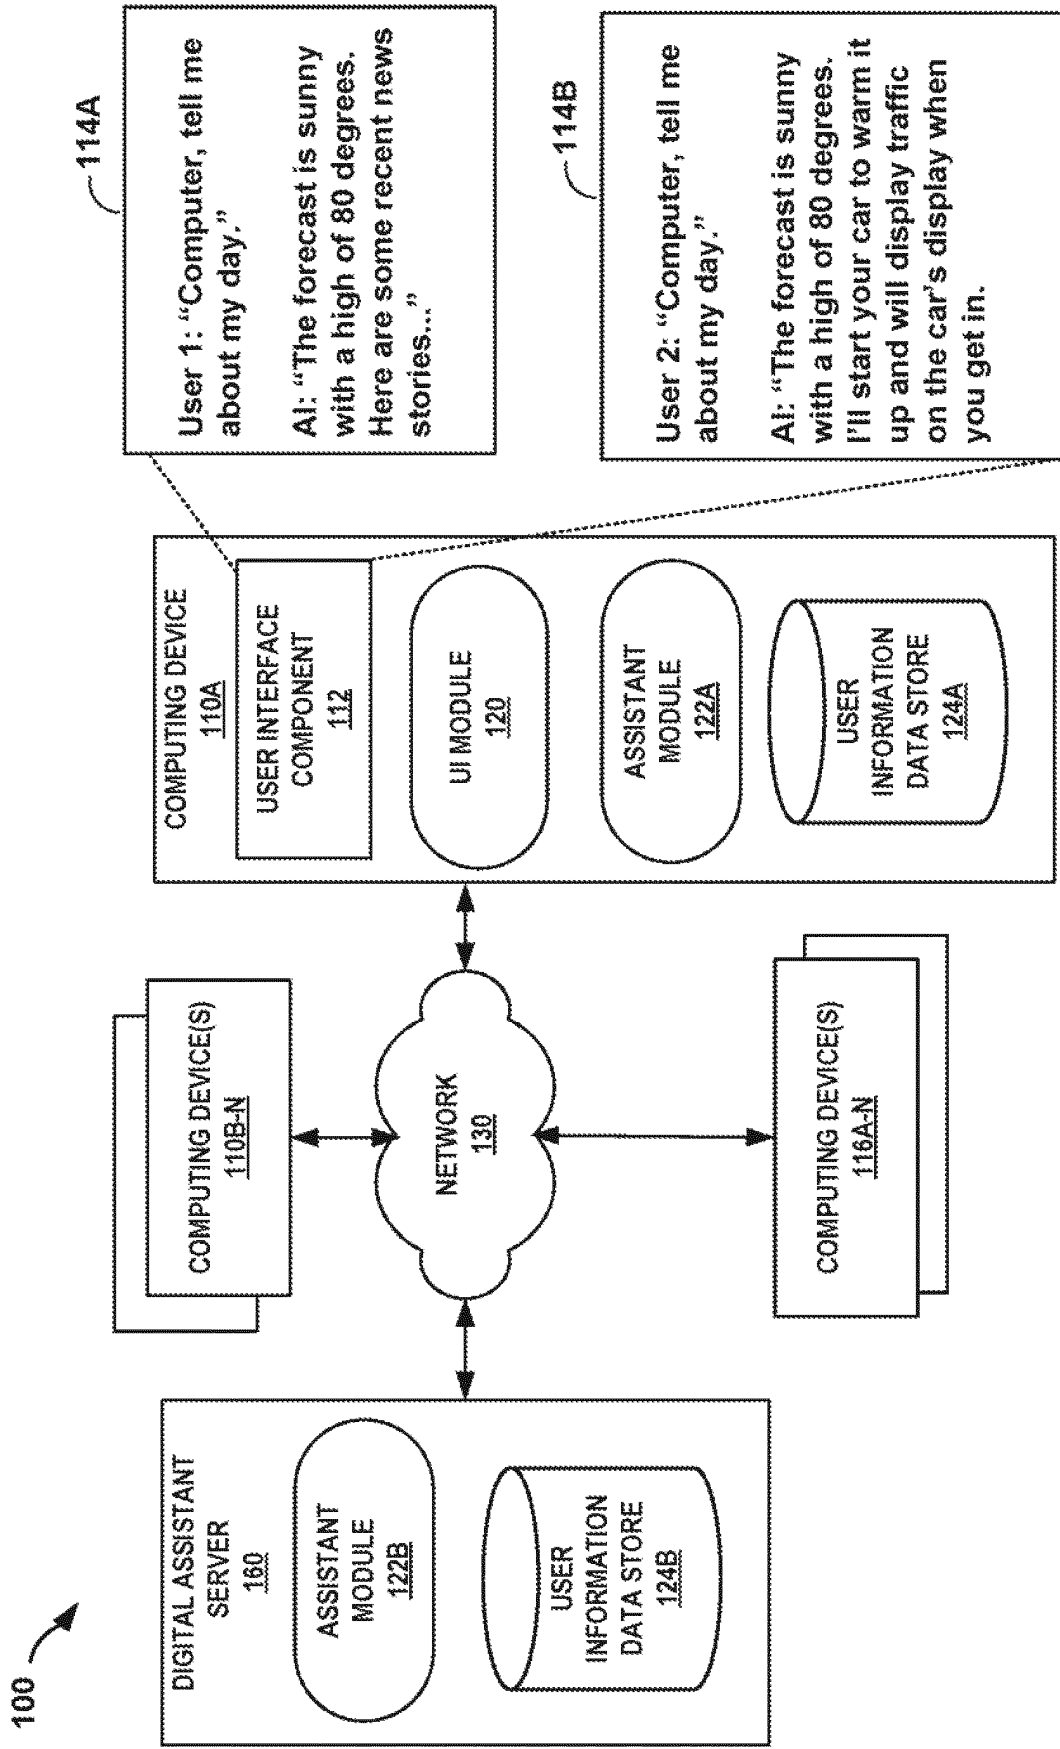 100
DIGITAL ASSISTANT
SERVER
160
ASSISTANT
MODULE
122B
USER
INFORMATION
DATA STORE
124B
COMPUTING DEVICE(S)
110B-N
NETWORK
130
COMPUTING DEVICE(S)
116A-N
COMPUTING DEVICE
110A
USER INTERFACE
COMPONENT
112
UI MODULE
120
ASSISTANT
MODULE
122A
USER
INFORMATION
DATA STORE
124A
114A
User 1: “Computer, tell me
about my day.”
AI: “The forecast is sunny
with a high of 80 degrees.
Here are some recent news
stories...”
114B
User 2: “Computer, tell me
about my day.”
AI: “The forecast is sunny
with a high of 80 degrees.
I'll start your car to warm it
up and will display traffic
on the car's display when
you get in.